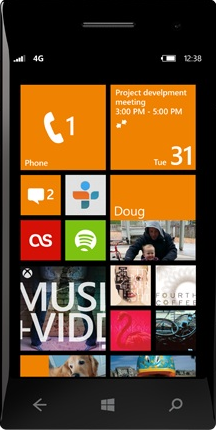 4G
12:38
1
Phone
Project develpment
meeting
3:00 PM - 5:00 PM
Tue 31
2
Doug
MUSI
+VIDE
FOURTH